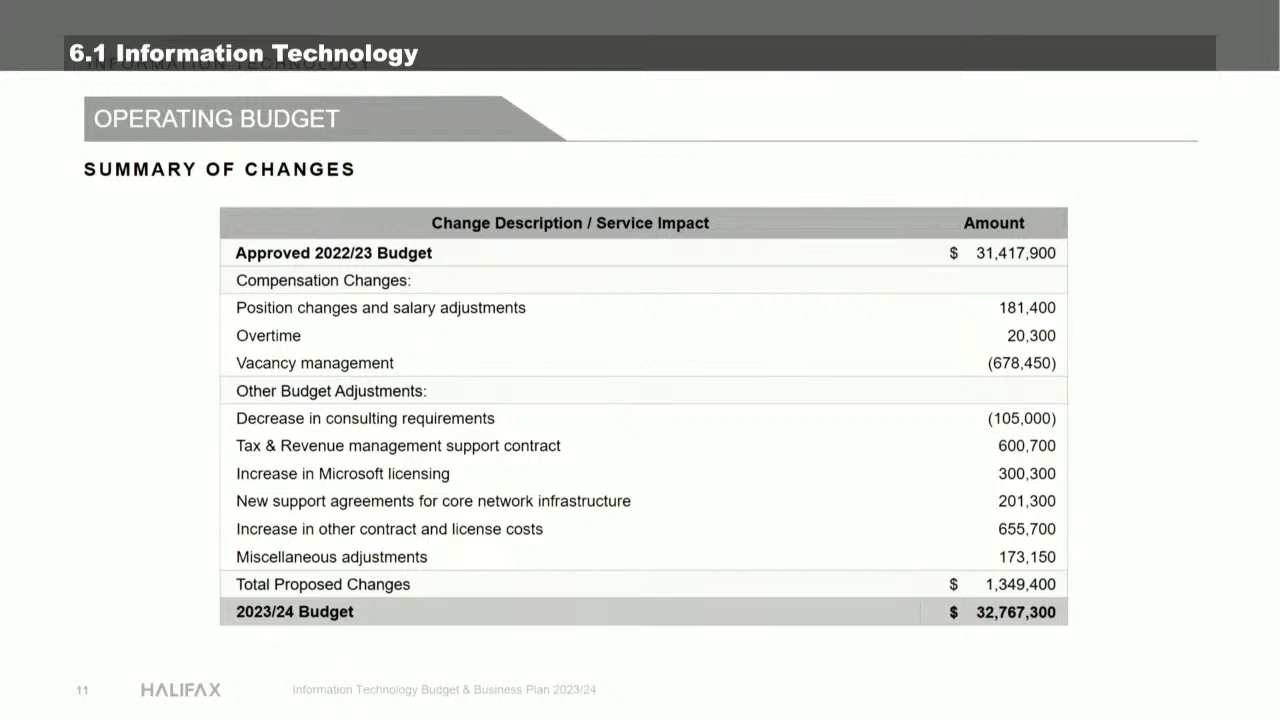 6.1 Information Technology
INFORMATION TECHNOLOGY
OPERATING BUDGET
SUMMARY OF CHANGES
Change Description / Service Impact Amount
Approved 2022/23 Budget $ 31,417,900
Compensation Changes:
Position changes and salary adjustments 181,400
Overtime 20,300
Vacancy management (678,450)
Other Budget Adjustments:
Decrease in consulting requirements (105,000)
Tax & Revenue management support contract 600,700
Increase in Microsoft licensing 300,300
New support agreements for core network infrastructure 201,300
Increase in other contract and license costs 655,700
Miscellaneous adjustments 173,150
Total Proposed Changes $ 1,349,400
2023/24 Budget $ 32,767,300
11 HALIFAX Information Technology Budget & Business Plan 2023/24